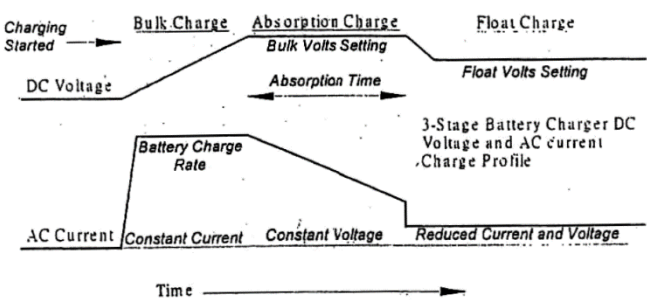 Charging
Started
Bulk Charge
Absorption Charge
Float Charge
Bulk Volts Setting
DC Voltage
Absorption Time
Float Volts Setting
3-Stage Battery Charger DC
Voltage and AC current
Charge Profile
Battery Charge
Rate
AC Current
Constant Current
Constant Voltage
Reduced Current and Voltage
Time